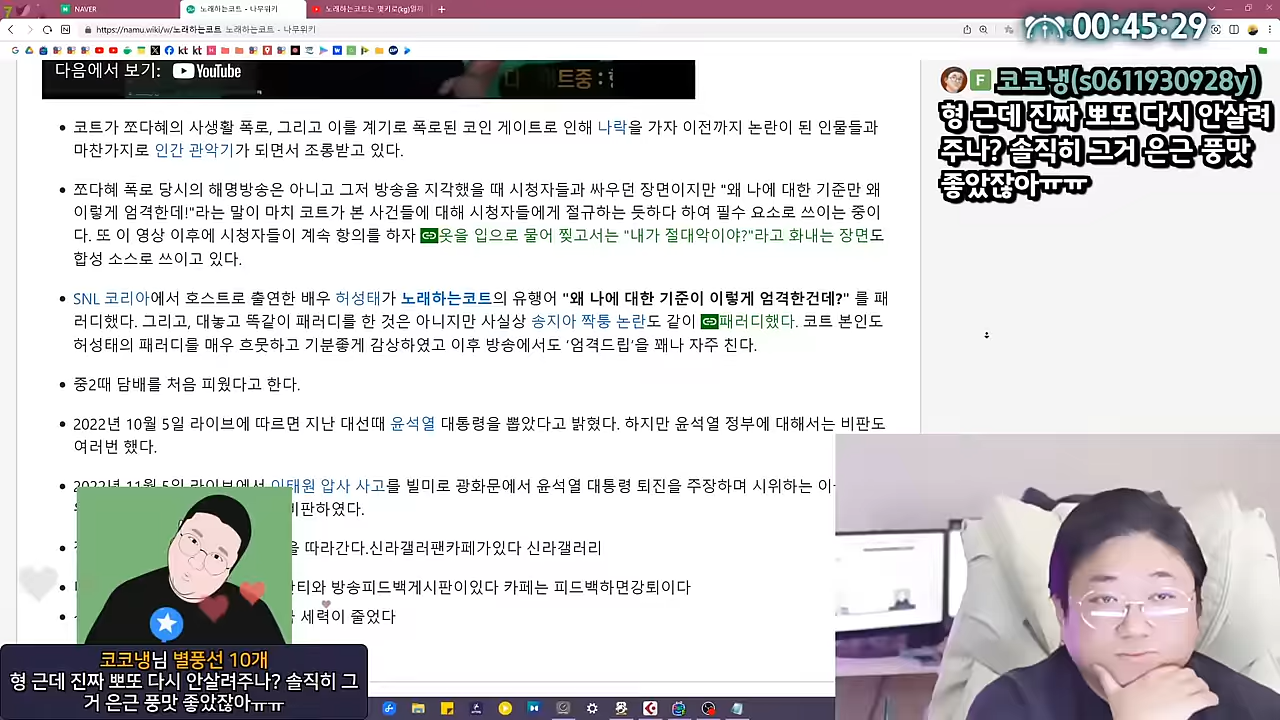 NAVER
노래하는코트 - 나무위키
노래하는코트는 몇키로(kg)일까
https://namu.wiki/w/노래하는코트 노래하는코트 - 나무위키
00:45:29
다음에서 보기: YouTube
코코냉(s0611930928y)
형 근데 진짜 뽀또 다시 안살려
주나? 솔직히 그거 은근 풍맛
좋았잖아ㅠㅠ
코트가 쪼다혜의 사생활 폭로, 그리고 이를 계기로 폭로된 코인 게이트로 인해 나락을 가자 이전까지 논란이 된 인물들과
마찬가지로 인간 관악기가 되면서 조롱받고 있다.
쪼다혜 폭로 당시의 해명방송은 아니고 그저 방송을 지각했을 때 시청자들과 싸우던 장면이지만 "왜 나에 대한 기준만 왜
이렇게 엄격한데!"라는 말이 마치 코트가 본 사건들에 대해 시청자들에게 절규하는 듯하다 하여 필수 요소로 쓰이는 중이
다. 또 이 영상 이후에 시청자들이 계속 항의를 하자 옷을 입으로 물어 찢고서는 "내가 절대악이야?"라고 화내는 장면도
합성 소스로 쓰이고 있다.
SNL 코리아에서 호스트로 출연한 배우 허성태가 노래하는코트의 유행어 "왜 나에 대한 기준이 이렇게 엄격한건데?" 를 패
러디했다. 그리고, 대놓고 똑같이 패러디를 한 것은 아니지만 사실상 송지아 짝퉁 논란도 같이 패러디했다. 코트 본인도
허성태의 패러디를 매우 흐뭇하고 기분좋게 감상하였고 이후 방송에서도 '엄격드립'을 꽤나 자주 친다.
중2때 담배를 처음 피웠다고 한다.
2022년 10월 5일 라이브에 따르면 지난 대선때 윤석열 대통령을 뽑았다고 밝혔다. 하지만 윤석열 정부에 대해서는 비판도
여러번 했다.
2022년 11월 5일 라이브에서 이태원 압사 사고를 빌미로 광화문에서 윤석열 대통령 퇴진을 주장하며 시위하는
비판하였다.
을 따라간다.신라갤러팬카페가있다 신라갤러리
안티와 방송피드백게시판이있다 카페는 피드백하면강퇴이다
세력이 줄었다
코코냉님 별풍선 10개
형 근데 진짜 뽀또 다시 안살려주나? 솔직히 그
거 은근 풍맛 좋았잖아ㅠㅠ